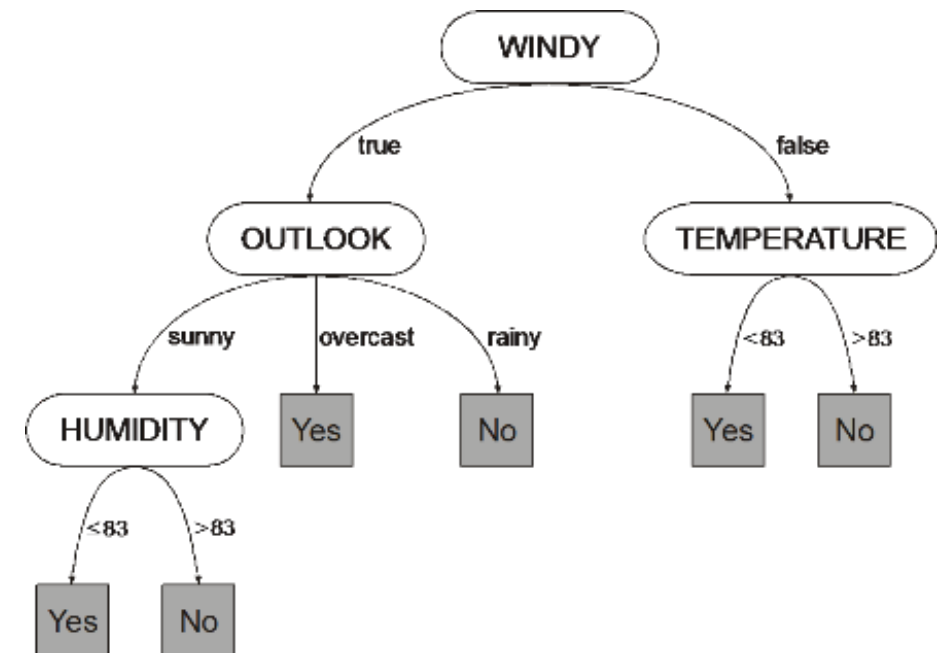 WINDY
true
false
OUTLOOK
TEMPERATURE
sunny
overcast
rainy
≤83
>83
HUMIDITY
Yes
No
Yes
No
≤83
>83
Yes
No